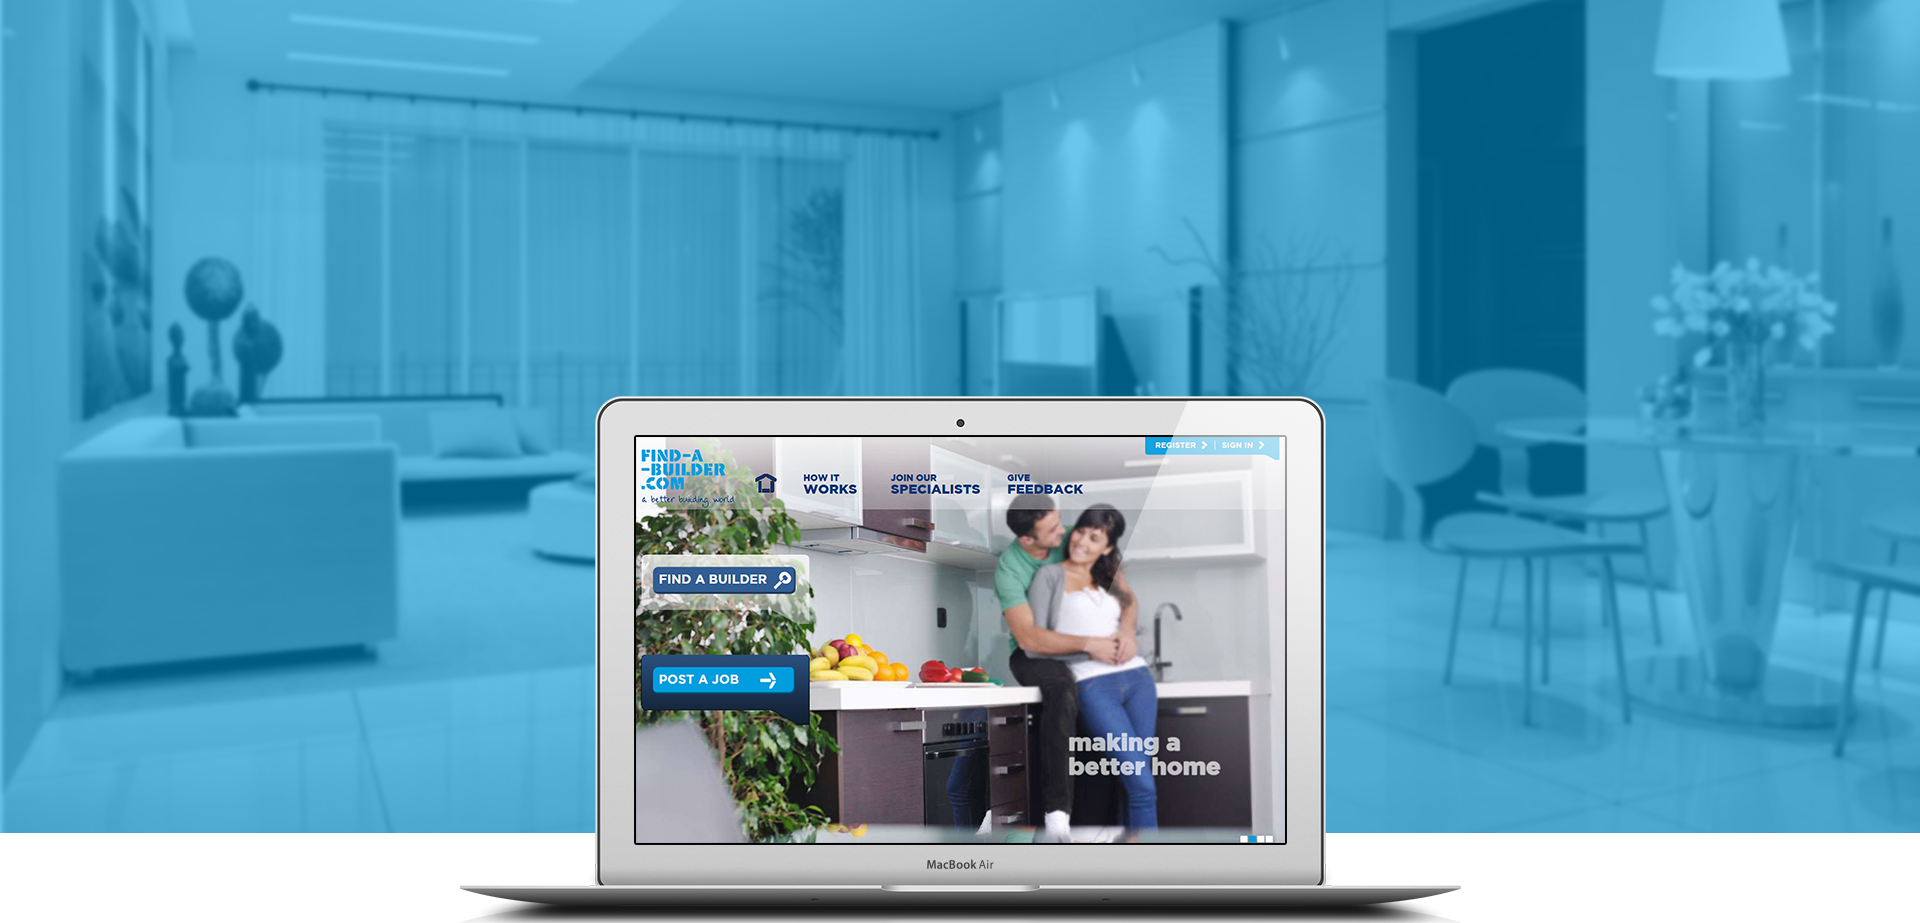 REGISTER | SIGN IN
FIND-A
-BUILDER
.COM
a better building world
HOW IT
WORKS
JOIN OUR
SPECIALISTS
GIVE
FEEDBACK
FIND A BUILDER
POST A JOB
making a
better home
MacBook Air